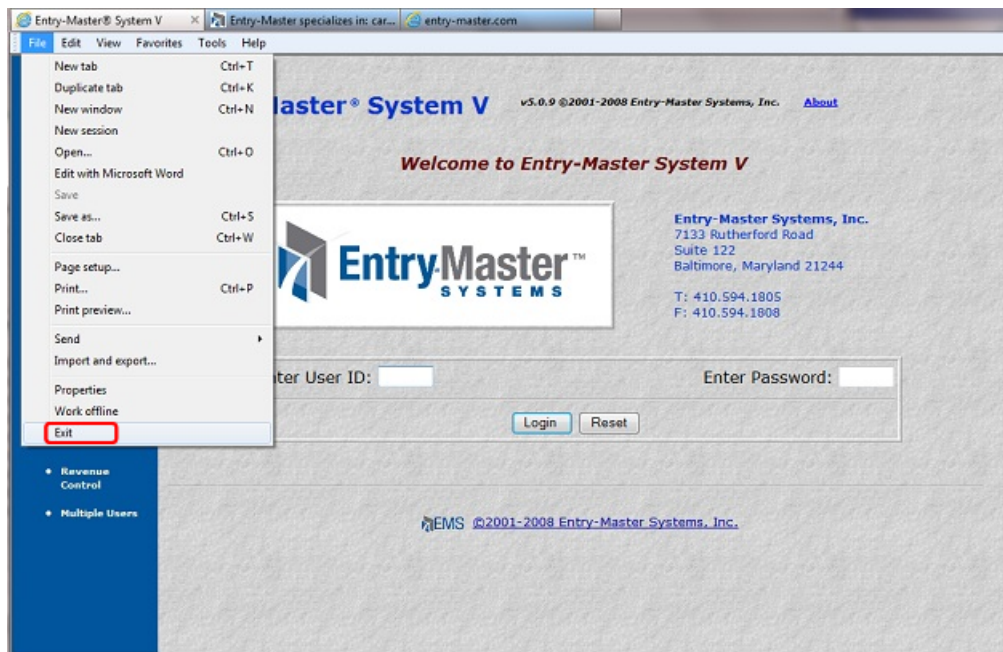 Entry-Master® System V
Entry-Master specializes in: car...
entry-master.com
File Edit View Favorites Tools Help
New tab Ctrl+T
Duplicate tab Ctrl+K
New window Ctrl+N
New session
Open... Ctrl+O
Edit with Microsoft Word
Save
Save as... Ctrl+S
Close tab Ctrl+W
Page setup...
Print... Ctrl+P
Print preview...
Send
Import and export...
Properties
Work offline
Exit
System V v5.0.9 ©2001-2008 Entry-Master Systems, Inc. About
Welcome to Entry-Master System V
Entry-Master™
SYSTEMS
Entry-Master Systems, Inc.
7133 Rutherford Road
Suite 122
Baltimore, Maryland 21244
T: 410.594.1805
F: 410.594.1808
User ID: Enter Password:
Login Reset
• Revenue
Control
• Multiple Users
EMS ©2001-2008 Entry-Master Systems, Inc.